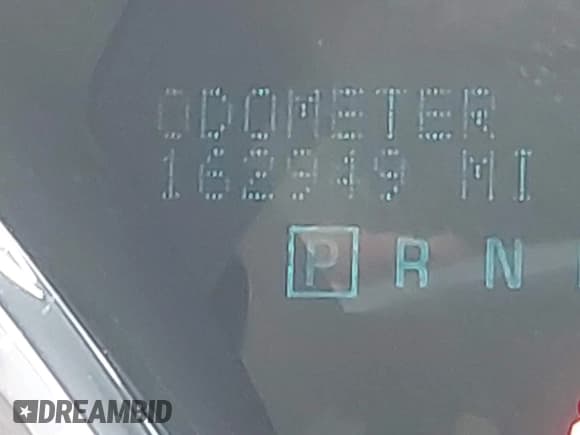 ODOMETER
162949 MI
P R N
DREAMBID